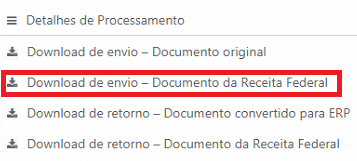 Detalhes de Processamento
Download de envio – Documento original
Download de envio – Documento da Receita Federal
Download de retorno – Documento convertido para ERP
Download de retorno – Documento da Receita Federal